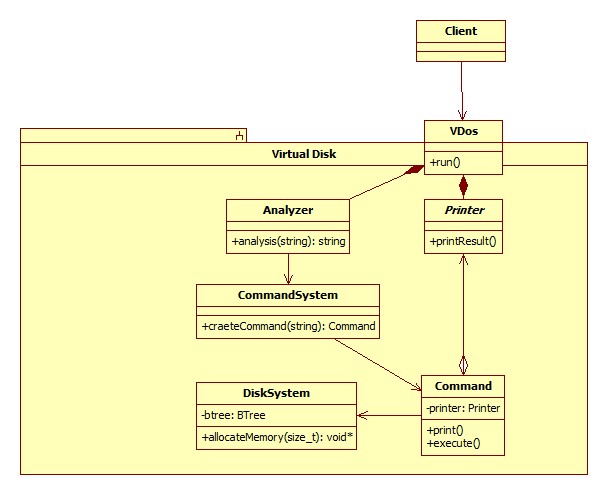 Client
VDos
+run()
Virtual Disk
Analyzer
+analysis(string): string
Printer
+printResult()
CommandSystem
+craeteCommand(string): Command
Command
-printer: Printer
+print()
+execute()
DiskSystem
-btree: BTree
+allocateMemory(size_t): void*